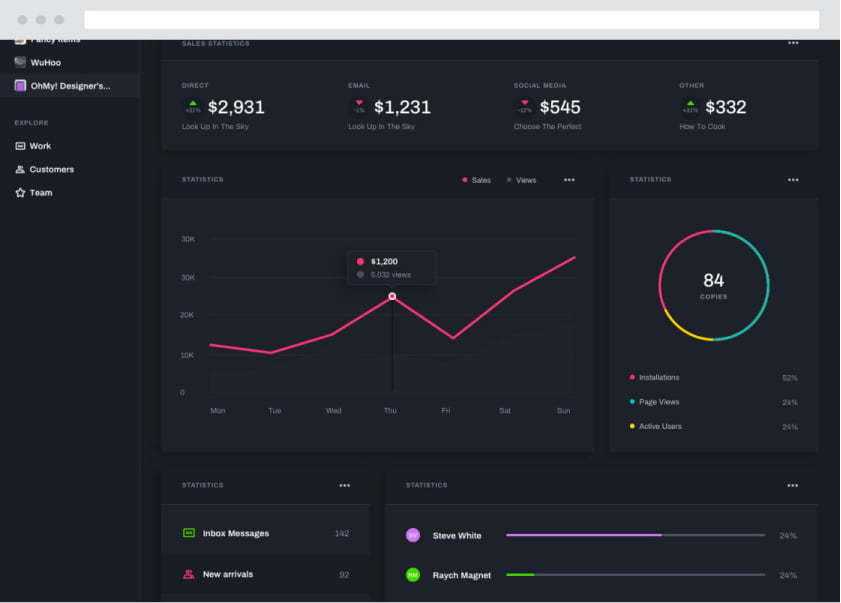 Fancy Items
WuHoo
OhMy! Designer's...
EXPLORE
Work
Customers
Team
SALES STATISTICS
DIRECT
+31% $2,931
Look Up In The Sky
EMAIL
-1% $1,231
Look Up In The Sky
SOCIAL MEDIA
-12% $545
Choose The Perfect
OTHER
+31% $332
How To Cook
STATISTICS
Sales Views
30K
30K
20K
10K
0
$1,200
5,032 views
Mon Tue Wed Thu Fri Sat Sun
STATISTICS
84
COPIES
Installations 52%
Page Views 24%
Active Users 24%
STATISTICS
Inbox Messages 142
New arrivals 92
STATISTICS
Steve White 24%
RM Raych Magnet 24%